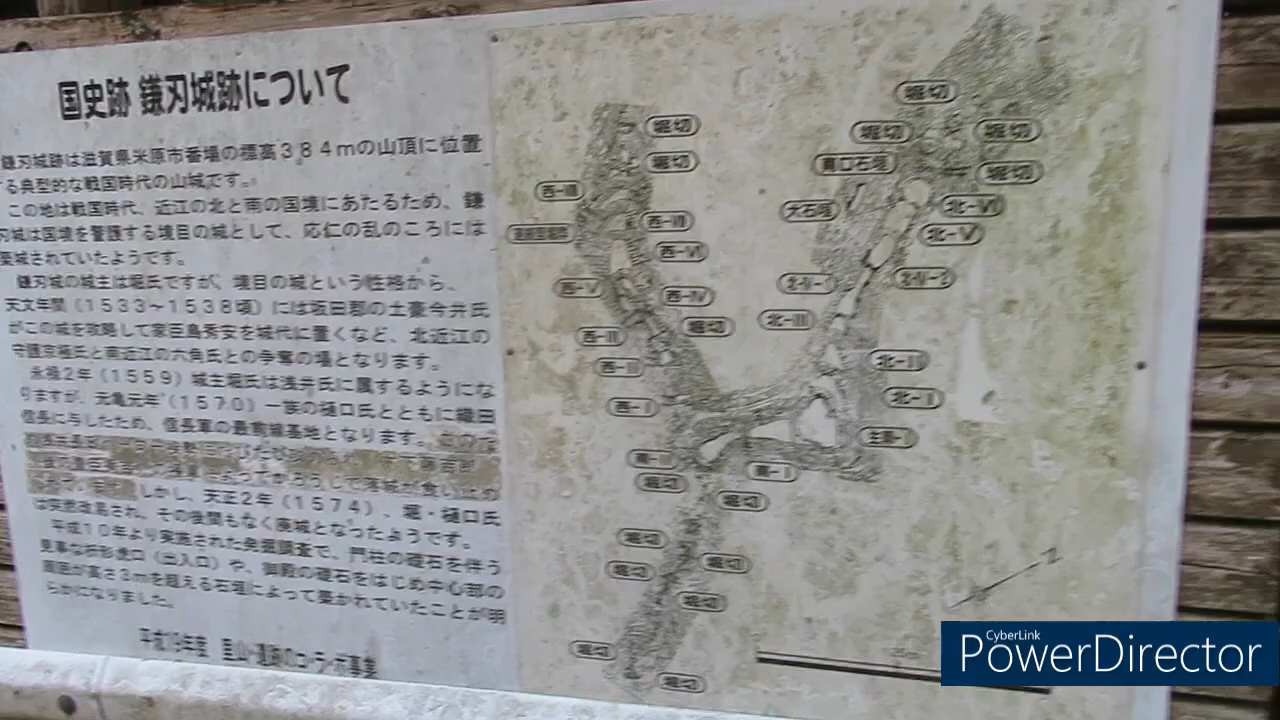 国史跡 鎌刃城跡について
鎌刃城跡は滋賀県米原市番場の標高384mの山頂に位置
する典型的な戦国時代の山城です。
この地は戦国時代、近江の北と南の国境にあたるため、鎌
刃城は国境を警護する境目の城として、応仁の乱のころには
築城されていたようです。
鎌刃城の城主は堀氏ですが、境目の城という性格から、
天文年間(1533〜1538頃)には坂田郡の土豪今井氏
がこの城を攻略して家臣島秀安を城代に置くなど、北近江の
守護京極氏と南近江の六角氏との争奪の場となります。
永禄2年(1559)城主堀氏は浅井氏に属するようにな
りますが、元亀元年(1570)一族の樋口氏とともに織田
信長に与したため、信長軍の最前線基地となります。
しかし、天正2年(1574)、堀・樋口氏
は突然改易され、その後間もなく廃城となったようです。
平成10年より実施された発掘調査で、門柱の礎石を伴う
見事な枡形虎口(出入口)や、御殿の礎石をはじめ中心部の
周囲が高さ3mを超える石垣によって築かれていたことが明
らかになりました。
平成19年度 里山・遺跡のコ・ラ・ボ事業
堀切
堀切
堀切
堀切
堀切
堀切
西-Ⅲ
大石垣
北-Ⅵ
西-Ⅶ
北-Ⅴ
西-Ⅵ
西-Ⅴ
西-Ⅳ
堀切
北-Ⅲ
西-Ⅱ
北-Ⅱ
西-Ⅰ
北-Ⅰ
主郭-Ⅰ
南-Ⅰ
堀切
堀切
堀切
堀切
堀切
堀切
堀切
堀切
CyberLink
PowerDirector